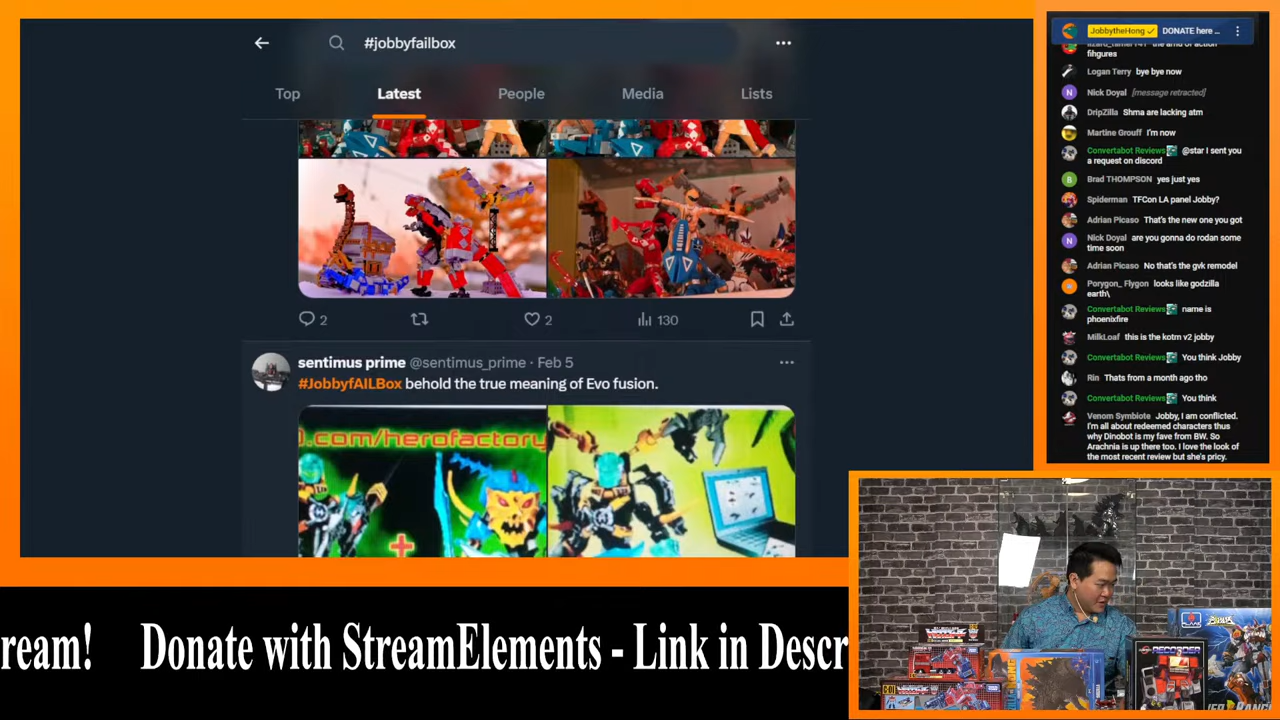 #jobbyfailbox
Top
Latest
People
Media
Lists
2
2
130
sentimus prime @sentimus_prime · Feb 5
#JobbyfAILBox behold the true meaning of Evo fusion.
.com/herofactory
+
JobbytheHong DONATE here ...
fihgures
Logan Terry bye bye now
Nick Doyal [message retracted]
DripZilla Shma are lacking atm
Martine Grouff I'm now
Convertabot Reviews @star I sent you
a request on discord
Brad THOMPSON yes just yes
Spiderman TFCon LA panel Jobby?
Adrian Picaso That's the new one you got
Nick Doyal are you gonna do rodan some
time soon
Adrian Picaso No that's the gvk remodel
Porygon_ Flygon looks like godzilla
earth\
Convertabot Reviews name is
phoenixfire
MilkLoaf this is the kotm v2 jobby
Convertabot Reviews You think Jobby
Rin Thats from a month ago tho
Convertabot Reviews You think
Venom Symbiote Jobby, I am conflicted.
I'm all about redeemed characters thus
why Dinobot is my fave from BW. So
Arachnia is up there too. I love the look of
the most recent review but she's pricy.
RECORDER
ream! Donate with StreamElements - Link in Descr